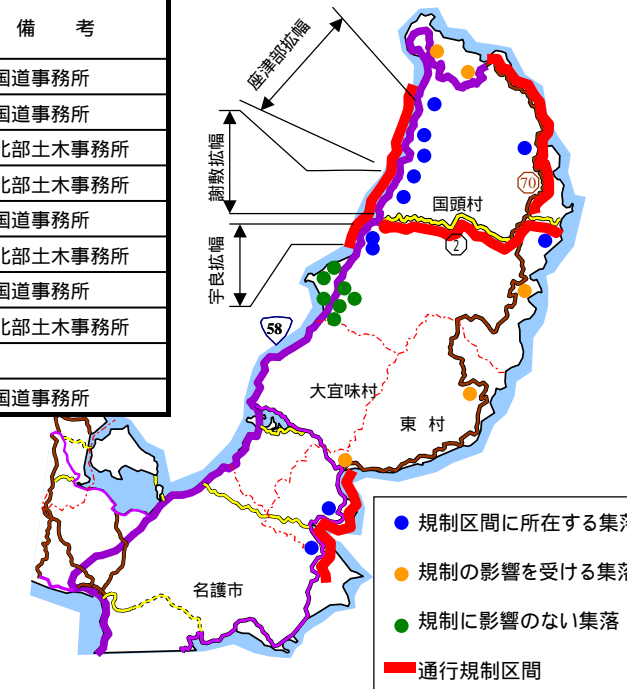 備 考
国道事務所
国道事務所
北部土木事務所
北部土木事務所
国道事務所
北部土木事務所
国道事務所
北部土木事務所
国道事務所
座津部拡幅
謝敷拡幅
宇良拡幅
70
国頭村
2
58
大宜味村
東 村
名護市
規制区間に所在する集落
規制の影響を受ける集落
規制に影響のない集落
通行規制区間